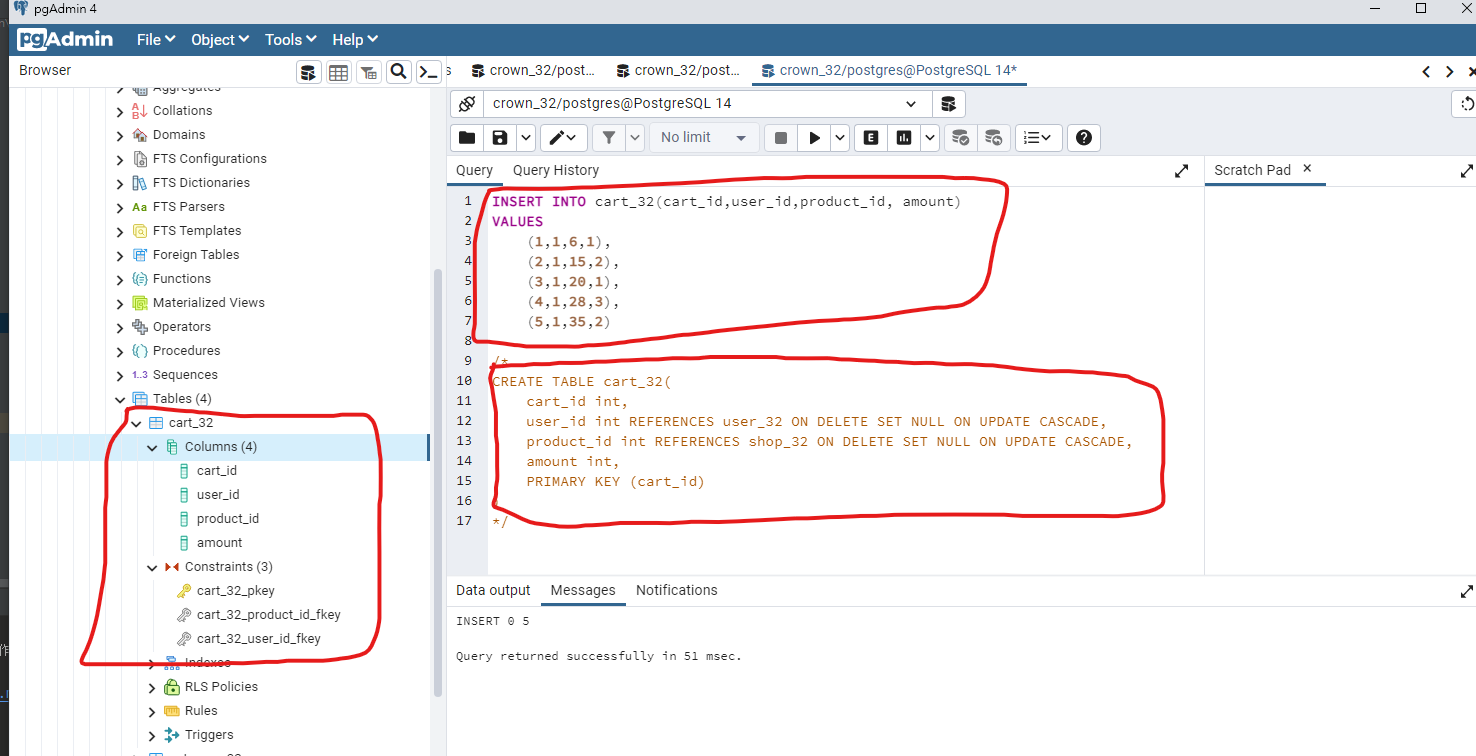 pgAdmin 4
pgAdmin File Object Tools Help
Browser
crown_32/post... crown_32/post... crown_32/postgres@PostgreSQL 14*
crown_32/postgres@PostgreSQL 14
No limit
Query Query History
Scratch Pad
Aggregates
Collations
Domains
FTS Configurations
FTS Dictionaries
FTS Parsers
FTS Templates
Foreign Tables
Functions
Materialized Views
Operators
Procedures
Sequences
Tables (4)
cart_32
Columns (4)
cart_id
user_id
product_id
amount
Constraints (3)
cart_32_pkey
cart_32_product_id_fkey
cart_32_user_id_fkey
Indexes
RLS Policies
Rules
Triggers
1 INSERT INTO cart_32(cart_id,user_id,product_id, amount)
2 VALUES
3 (1,1,6,1),
4 (2,1,15,2),
5 (3,1,20,1),
6 (4,1,28,3),
7 (5,1,35,2)
8
9 /*
10 CREATE TABLE cart_32(
11 cart_id int,
12 user_id int REFERENCES user_32 ON DELETE SET NULL ON UPDATE CASCADE,
13 product_id int REFERENCES shop_32 ON DELETE SET NULL ON UPDATE CASCADE,
14 amount int,
15 PRIMARY KEY (cart_id)
16
17 */
Data output Messages Notifications
INSERT 0 5
Query returned successfully in 51 msec.